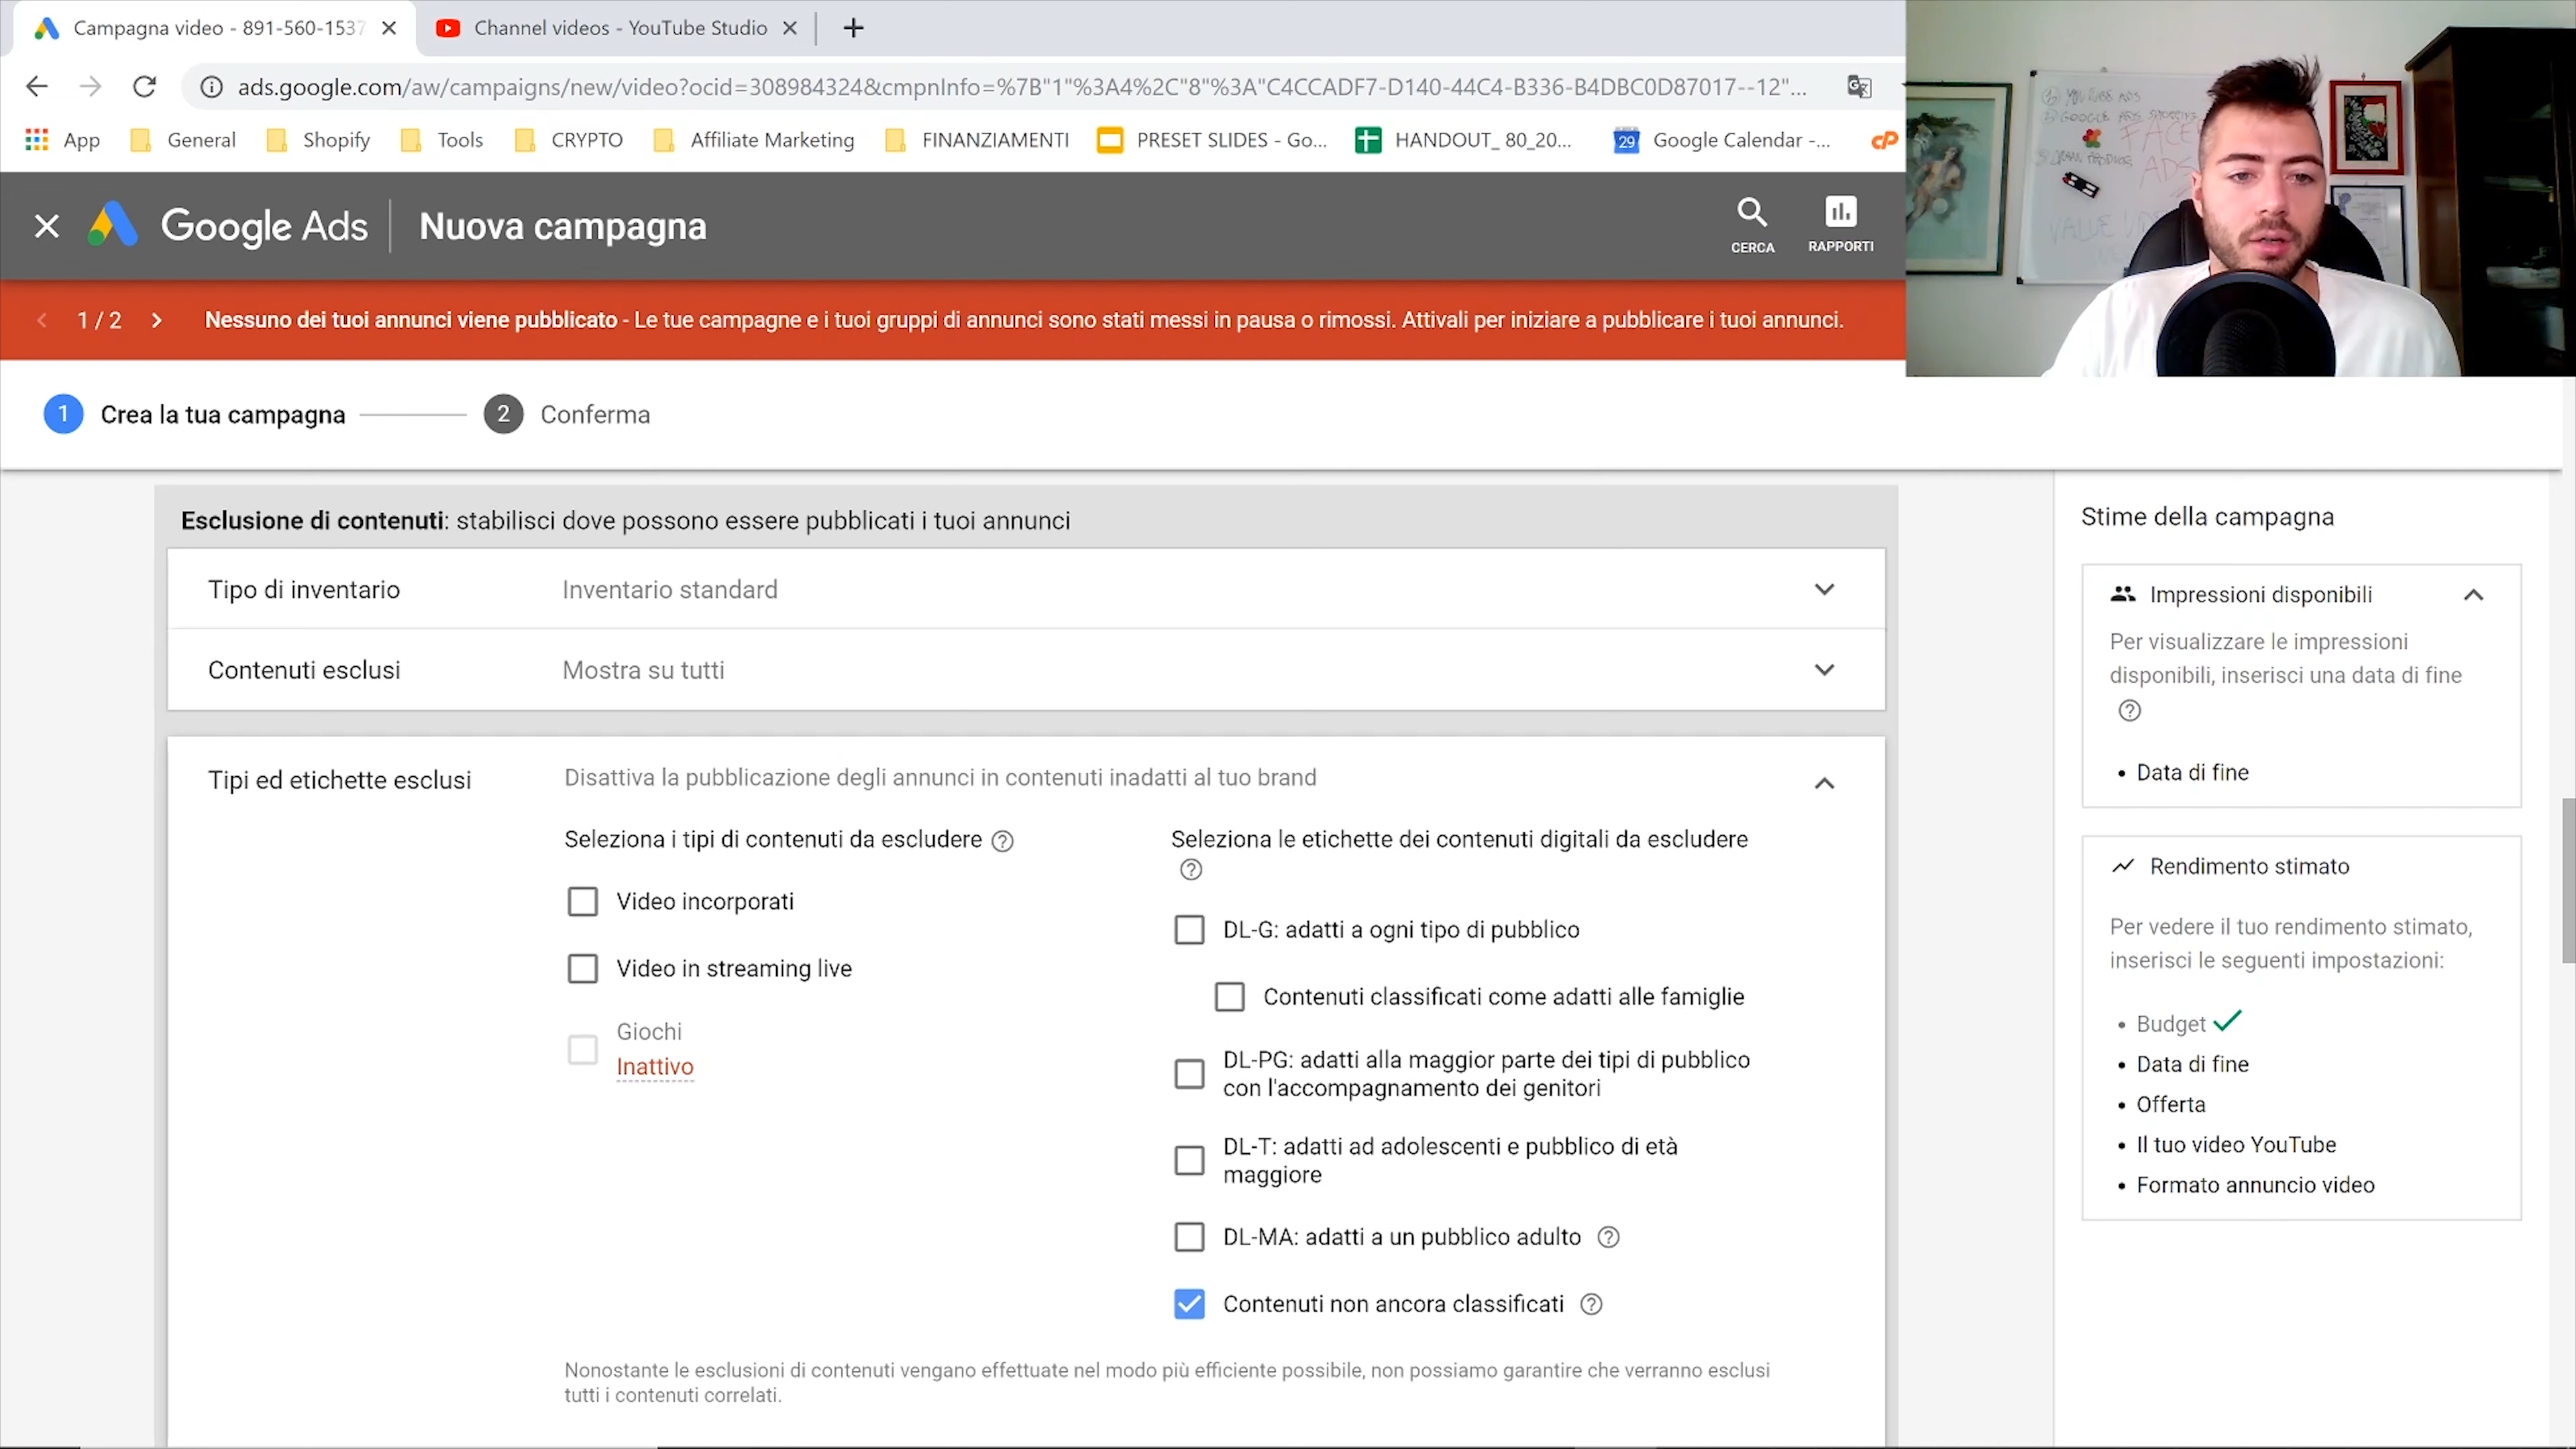 Campagna video - 891-560-1537
Channel videos - YouTube Studio
ads.google.com/aw/campaigns/new/video?ocid=308984324&cmpnInfo=%7B"1"%3A4%2C"8"%3A"C4CCADF7-D140-44C4-B336-B4DBC0D87017--12"...
App
General
Shopify
Tools
CRYPTO
Affiliate Marketing
FINANZIAMENTI
PRESET SLIDES - Go...
HANDOUT_ 80_20...
29
Google Calendar -...
Google Ads
Nuova campagna
CERCA
RAPPORTI
1 / 2
Nessuno dei tuoi annunci viene pubblicato - Le tue campagne e i tuoi gruppi di annunci sono stati messi in pausa o rimossi. Attivali per iniziare a pubblicare i tuoi annunci.
1 Crea la tua campagna
2 Conferma
Esclusione di contenuti: stabilisci dove possono essere pubblicati i tuoi annunci
Tipo di inventario
Inventario standard
Contenuti esclusi
Mostra su tutti
Tipi ed etichette esclusi
Disattiva la pubblicazione degli annunci in contenuti inadatti al tuo brand
Seleziona i tipi di contenuti da escludere
Video incorporati
Video in streaming live
Giochi
Inattivo
Seleziona le etichette dei contenuti digitali da escludere
DL-G: adatti a ogni tipo di pubblico
Contenuti classificati come adatti alle famiglie
DL-PG: adatti alla maggior parte dei tipi di pubblico
con l'accompagnamento dei genitori
DL-T: adatti ad adolescenti e pubblico di età
maggiore
DL-MA: adatti a un pubblico adulto
Contenuti non ancora classificati
Nonostante le esclusioni di contenuti vengano effettuate nel modo più efficiente possibile, non possiamo garantire che verranno esclusi
tutti i contenuti correlati.
Stime della campagna
Impressioni disponibili
Per visualizzare le impressioni
disponibili, inserisci una data di fine
• Data di fine
Rendimento stimato
Per vedere il tuo rendimento stimato,
inserisci le seguenti impostazioni:
• Budget
• Data di fine
• Offerta
• Il tuo video YouTube
• Formato annuncio video
YOUTUBE ADS
ADS
VALUE